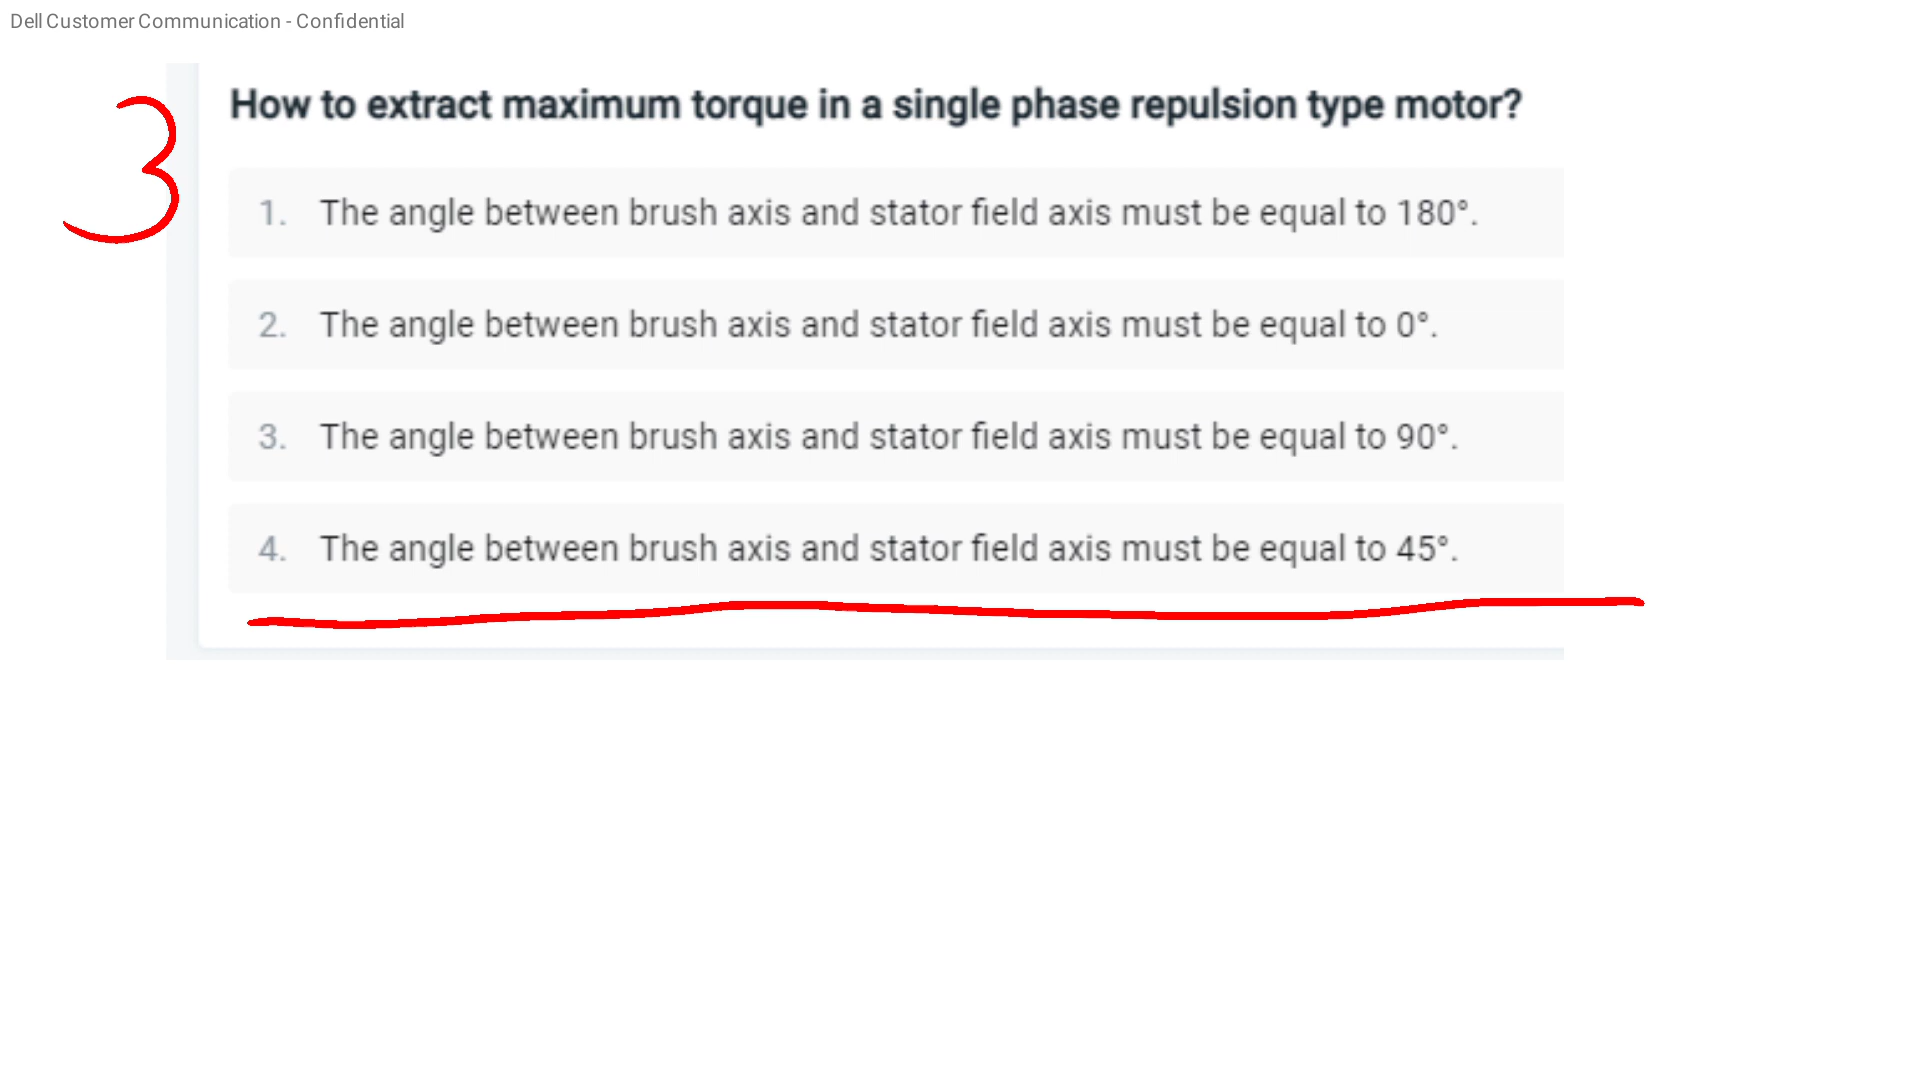 Dell Customer Communication - Confidential
3
How to extract maximum torque in a single phase repulsion type motor?
1. The angle between brush axis and stator field axis must be equal to 180°.
2. The angle between brush axis and stator field axis must be equal to 0°.
3. The angle between brush axis and stator field axis must be equal to 90°.
4. The angle between brush axis and stator field axis must be equal to 45°.